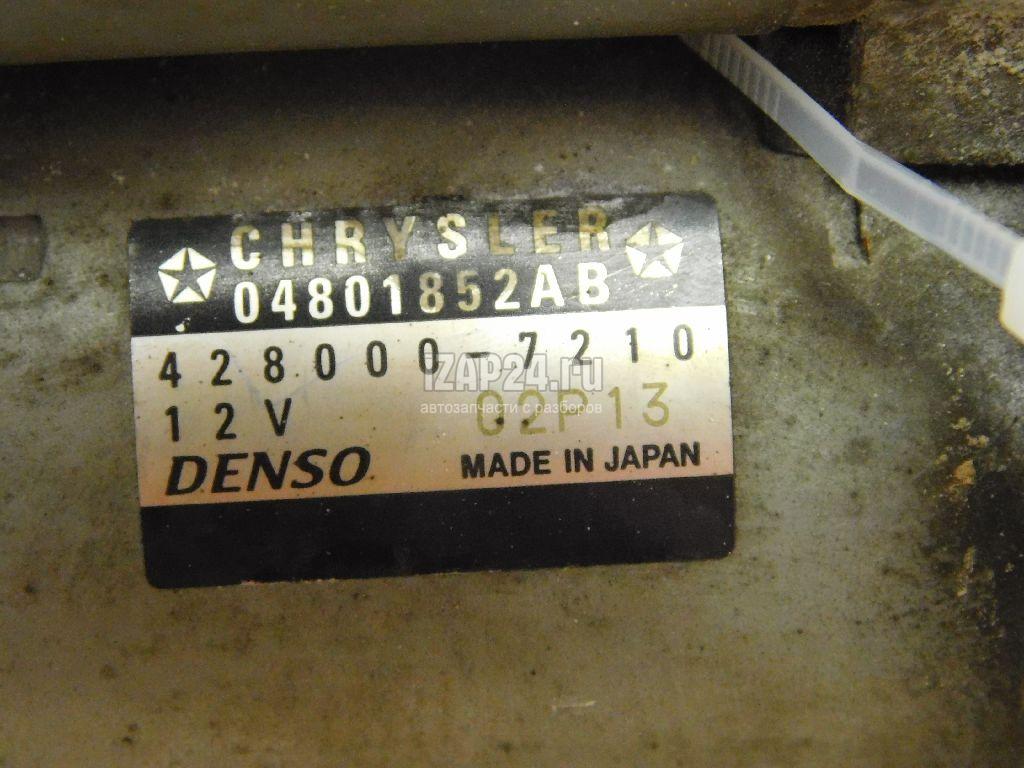 CHRYSLER
04801852AB
428000-7210
IZAP24.ru
автозапчасти с разборов
12V 02P13
DENSO MADE IN JAPAN